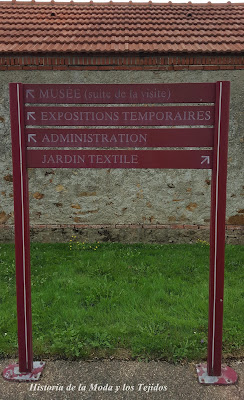 MUSÉE (suite de la visite)
EXPOSITIONS TEMPORAIRES
ADMINISTRATION
JARDIN TEXTILE
Historia de la Moda y los Tejidos